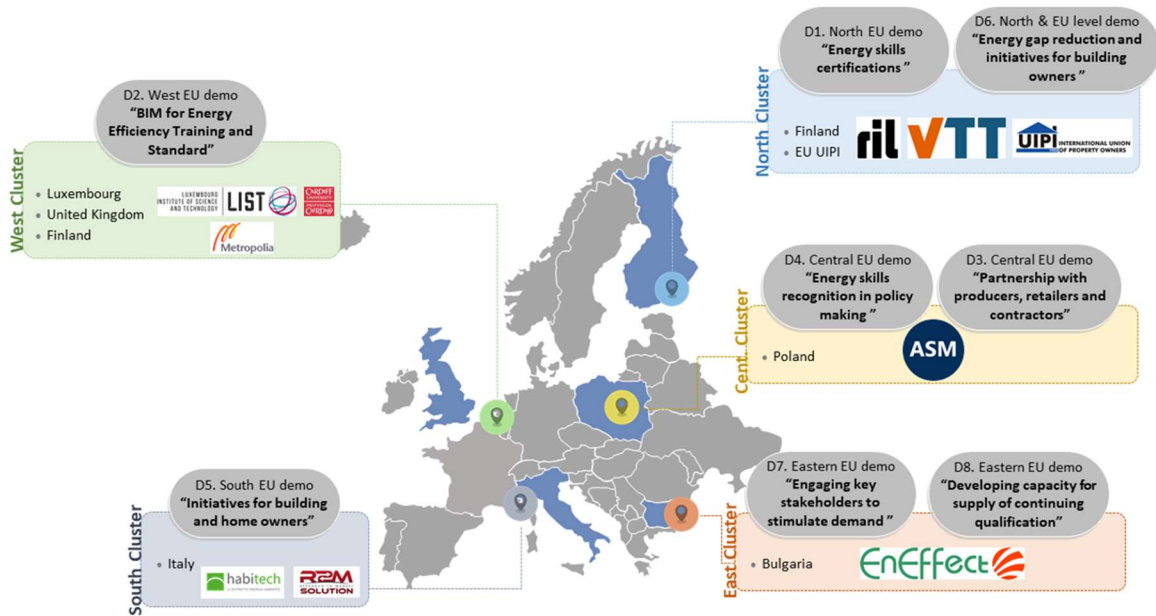 D1. North EU demo
“Energy skills
certifications ”
D6. North & EU level demo
“Energy gap reduction and
initiatives for building
owners ”
North Cluster
• Finland
• EU UIPI
ril
VTT
UIPI
INTERNATIONAL UNION
OF PROPERTY OWNERS
D2. West EU demo
“BIM for Energy
Efficiency Training and
Standard”
West Cluster
• Luxembourg
• United Kingdom
• Finland
LUXEMBOURG
INSTITUTE OF SCIENCE
AND TECHNOLOGY
LIST
CARDIFF
UNIVERSITY
PRIFYSGOL
CAERDYDD
Metropolia
D4. Central EU demo
“Energy skills
recognition in policy
making ”
D3. Central EU demo
“Partnership with
producers, retailers and
contractors”
Cent. Cluster
• Poland
ASM
D5. South EU demo
“Initiatives for building
and home owners”
South Cluster
• Italy
habitech
R2M
SOLUTION
D7. Eastern EU demo
“Engaging key
stakeholders to
stimulate demand ”
D8. Eastern EU demo
“Developing capacity for
supply of continuing
qualification”
East Cluster
• Bulgaria
EnEffect